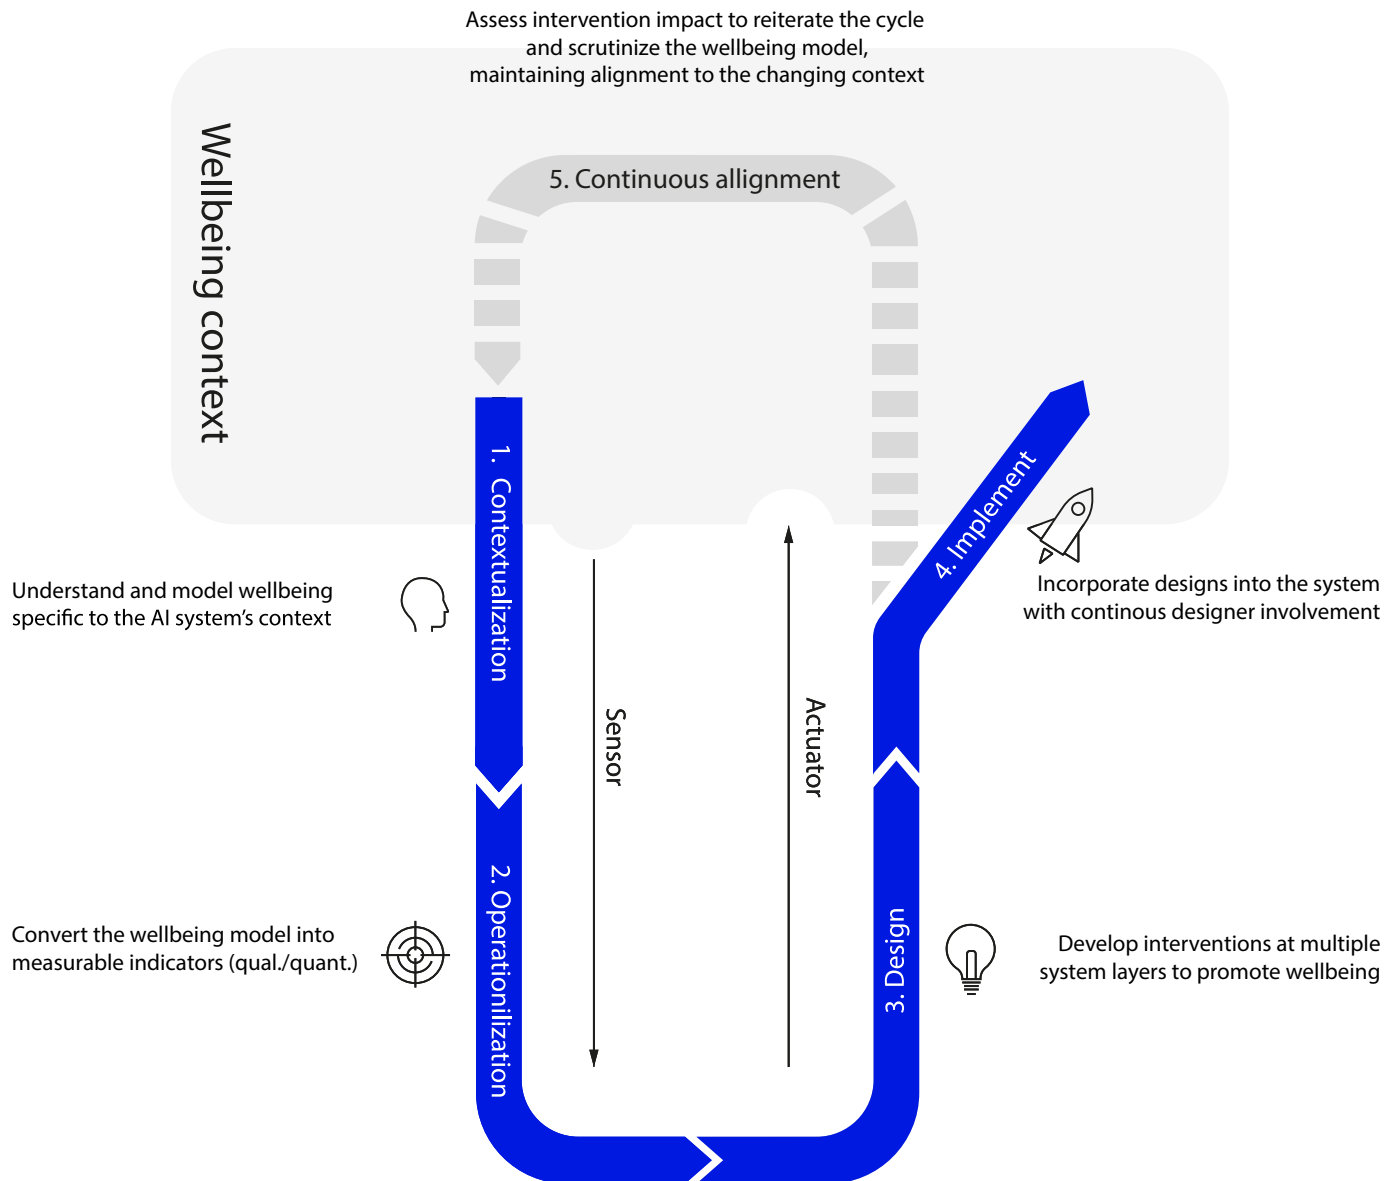 Assess intervention impact to reiterate the cycle
and scrutinize the wellbeing model,
maintaining alignment to the changing context
Wellbeing context
5. Continuous allignment
1. Contextualization
4. Implement
Understand and model wellbeing
specific to the AI system's context
Incorporate designs into the system
with continous designer involvement
Sensor
Actuator
2. Operationilization
3. Design
Convert the wellbeing model into
measurable indicators (qual./quant.)
Develop interventions at multiple
system layers to promote wellbeing